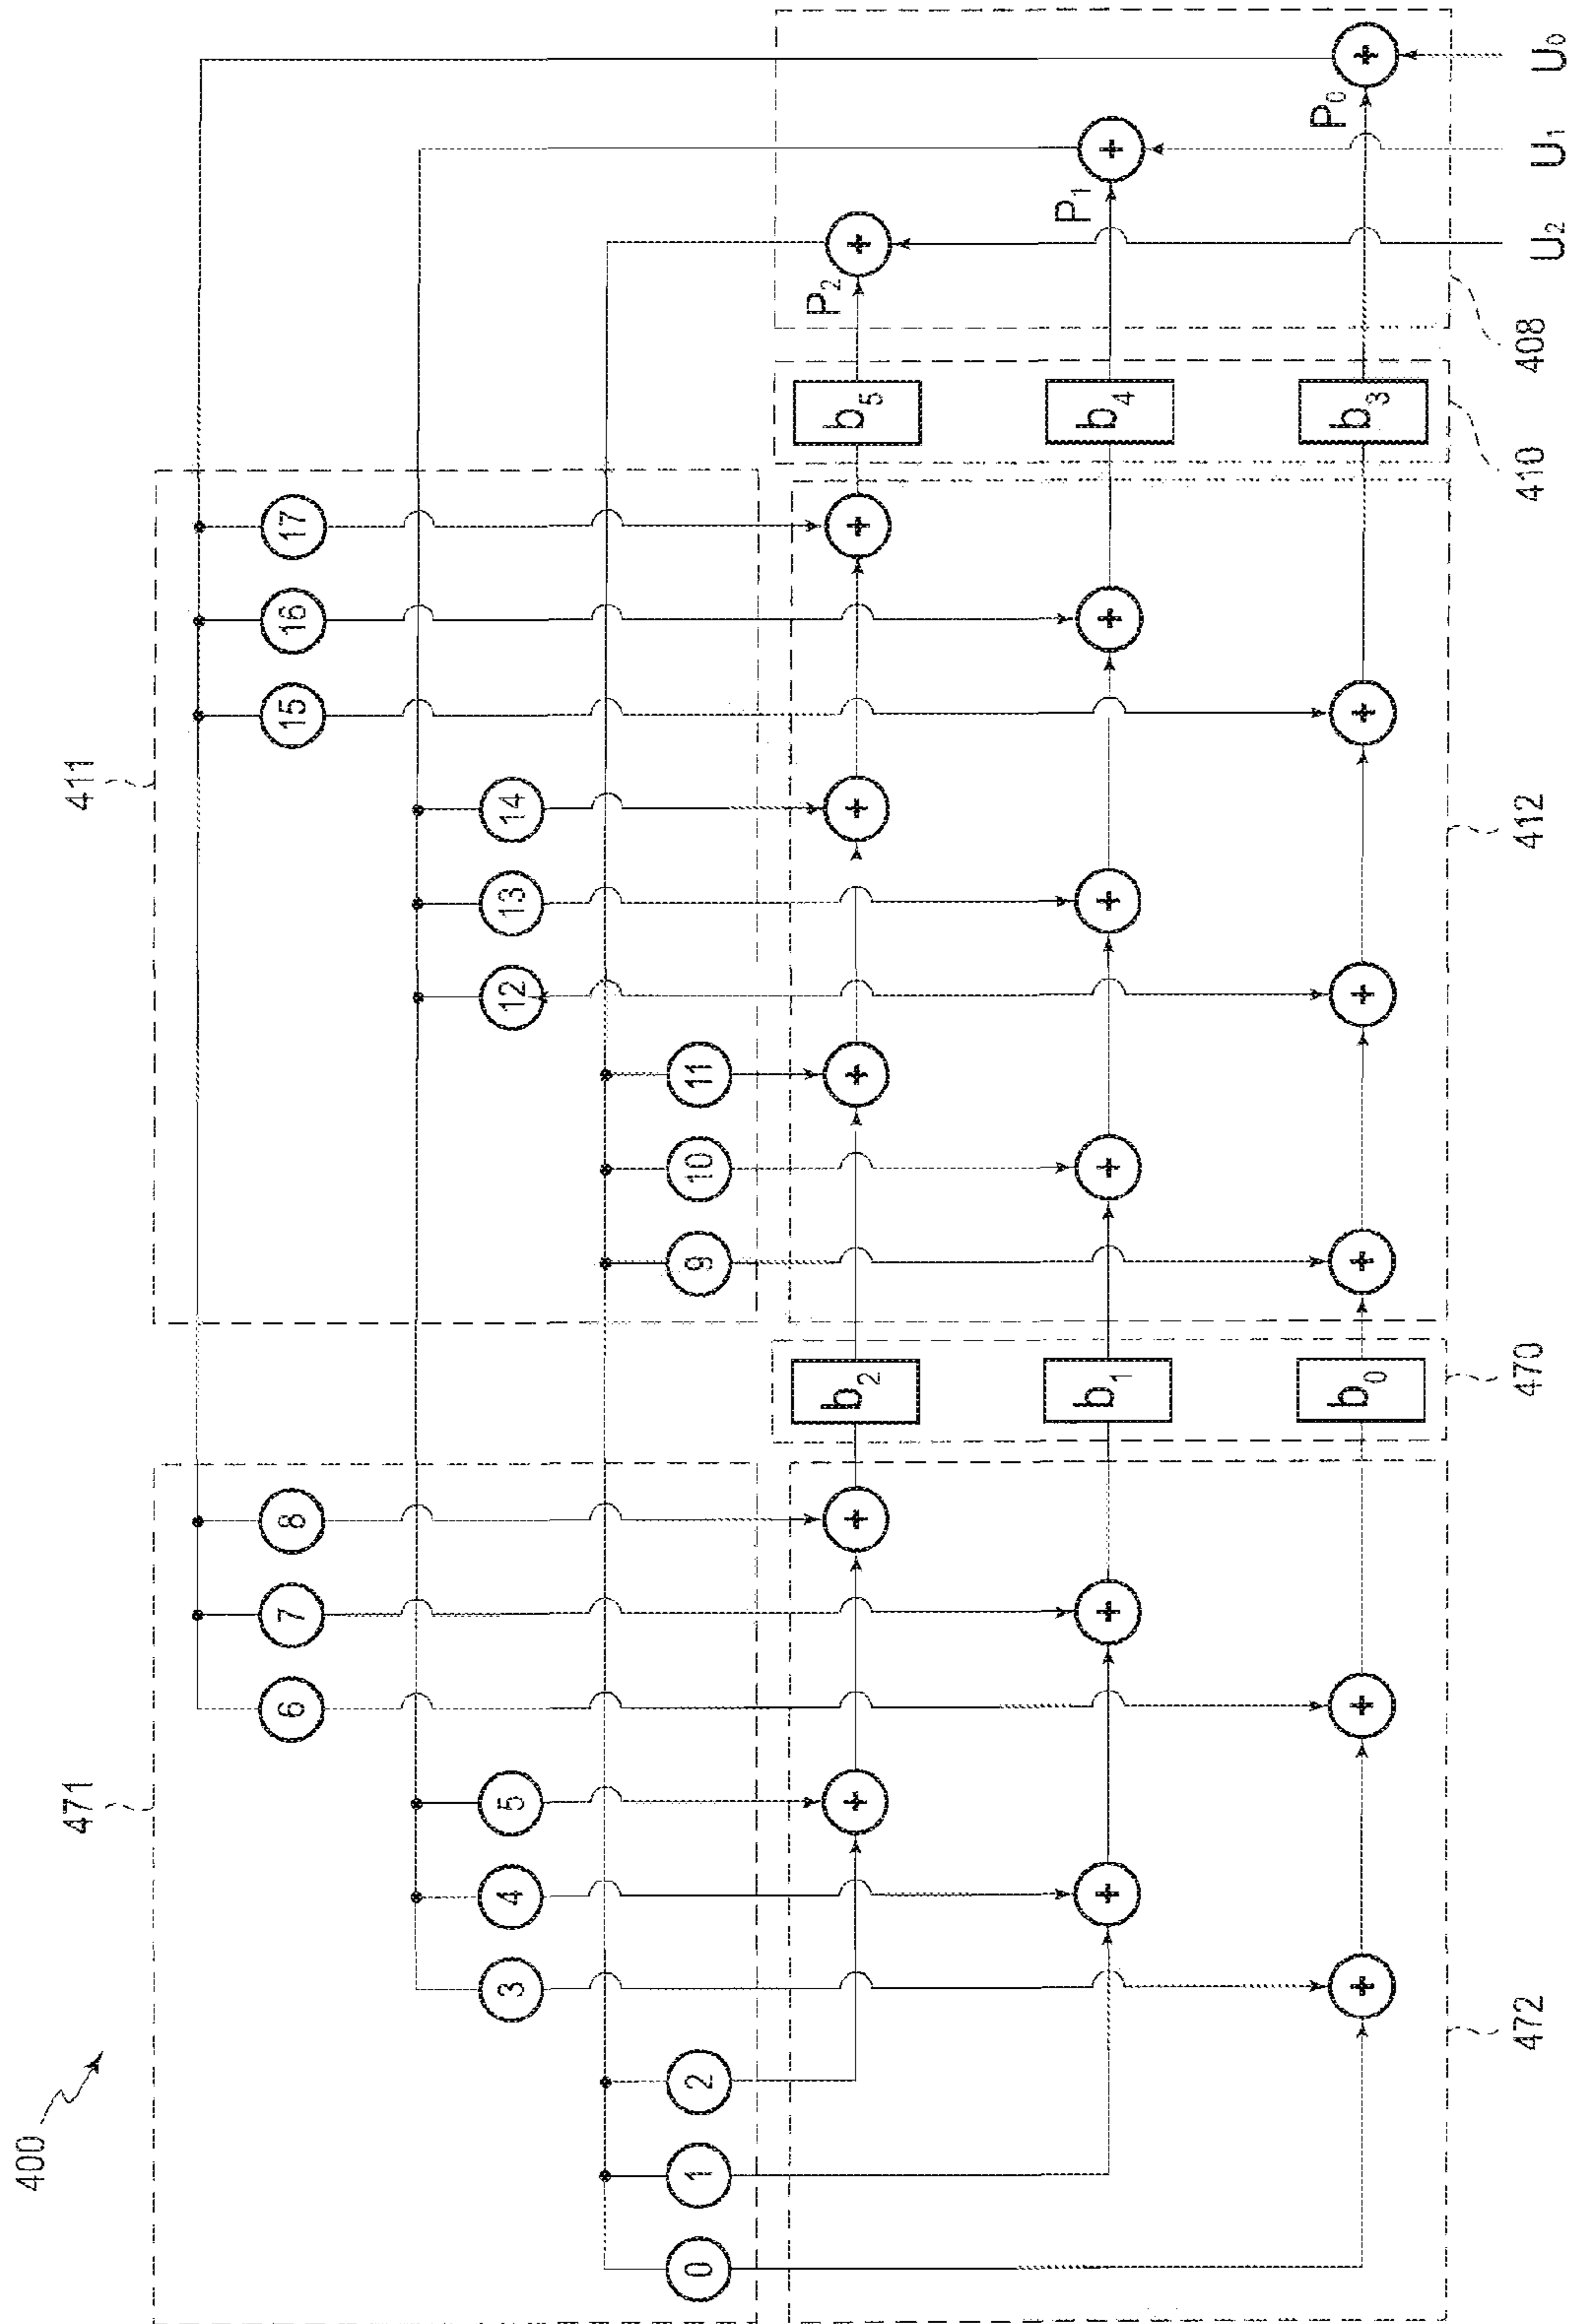 400
471 411
6 7 8 15 16 17
3 4 5 12 13 14
0 1 2 9 10 11
P₂
+ + b₂ + + + b₅ +
P₁
+ + b₁ + + + b₄ +
P₀
+ + b₀ + + + b₃ +
472 470 412 410 408 U₂ U₁ U₀